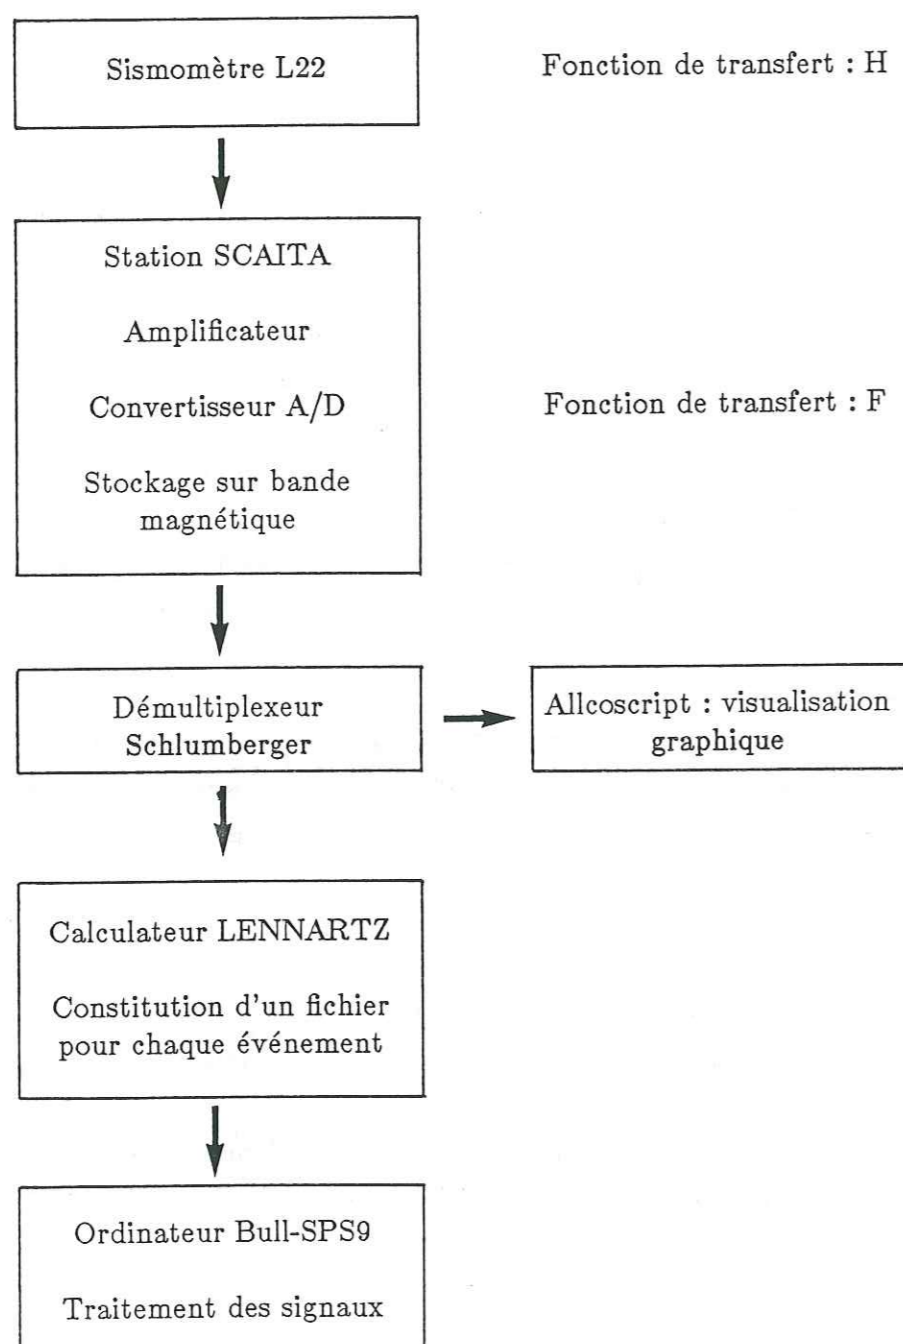 Sismomètre L22
Fonction de transfert : H
Station SCAITA
Amplificateur
Convertisseur A/D
Fonction de transfert : F
Stockage sur bande
magnétique
Démultiplexeur
Schlumberger
Allcoscript : visualisation
graphique
Calculateur LENNARTZ
Constitution d'un fichier
pour chaque événement
Ordinateur Bull-SPS9
Traitement des signaux